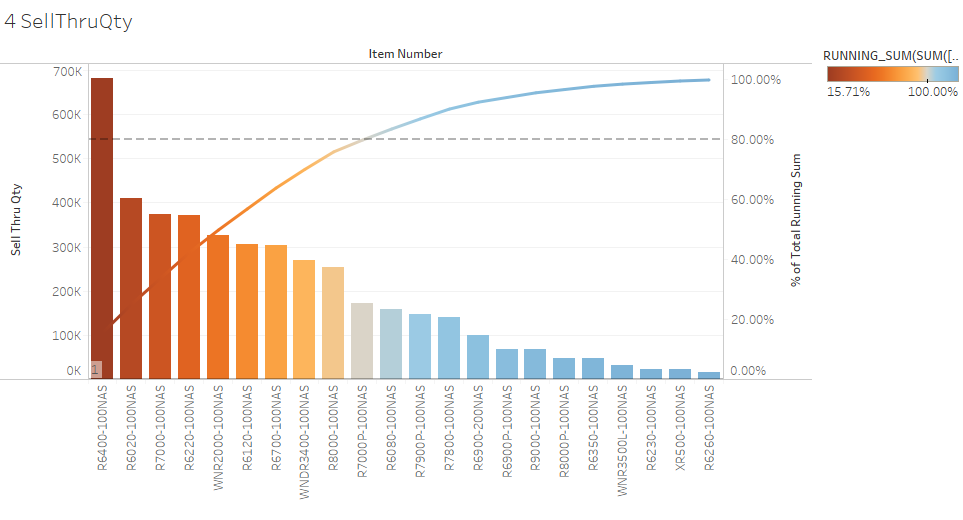 4 SellThruQty
Item Number
RUNNING_SUM(SUM([..
15.71%
100.00%
Sell Thru Qty
700K
600K
500K
400K
300K
200K
100K
0K
1
100.00%
80.00%
60.00%
40.00%
20.00%
0.00%
% of Total Running Sum
R6400-100NAS
R6020-100NAS
R7000-100NAS
R6220-100NAS
WNR2000-100NAS
R6120-100NAS
R6700-100NAS
WNDR3400-100NAS
R8000-100NAS
R7000P-100NAS
R6080-100NAS
R7900P-100NAS
R7800-100NAS
R6900-200NAS
R6900P-100NAS
R9000-100NAS
R8000P-100NAS
R6350-100NAS
WNR3500L-100NAS
R6230-100NAS
XR500-100NAS
R6260-100NAS